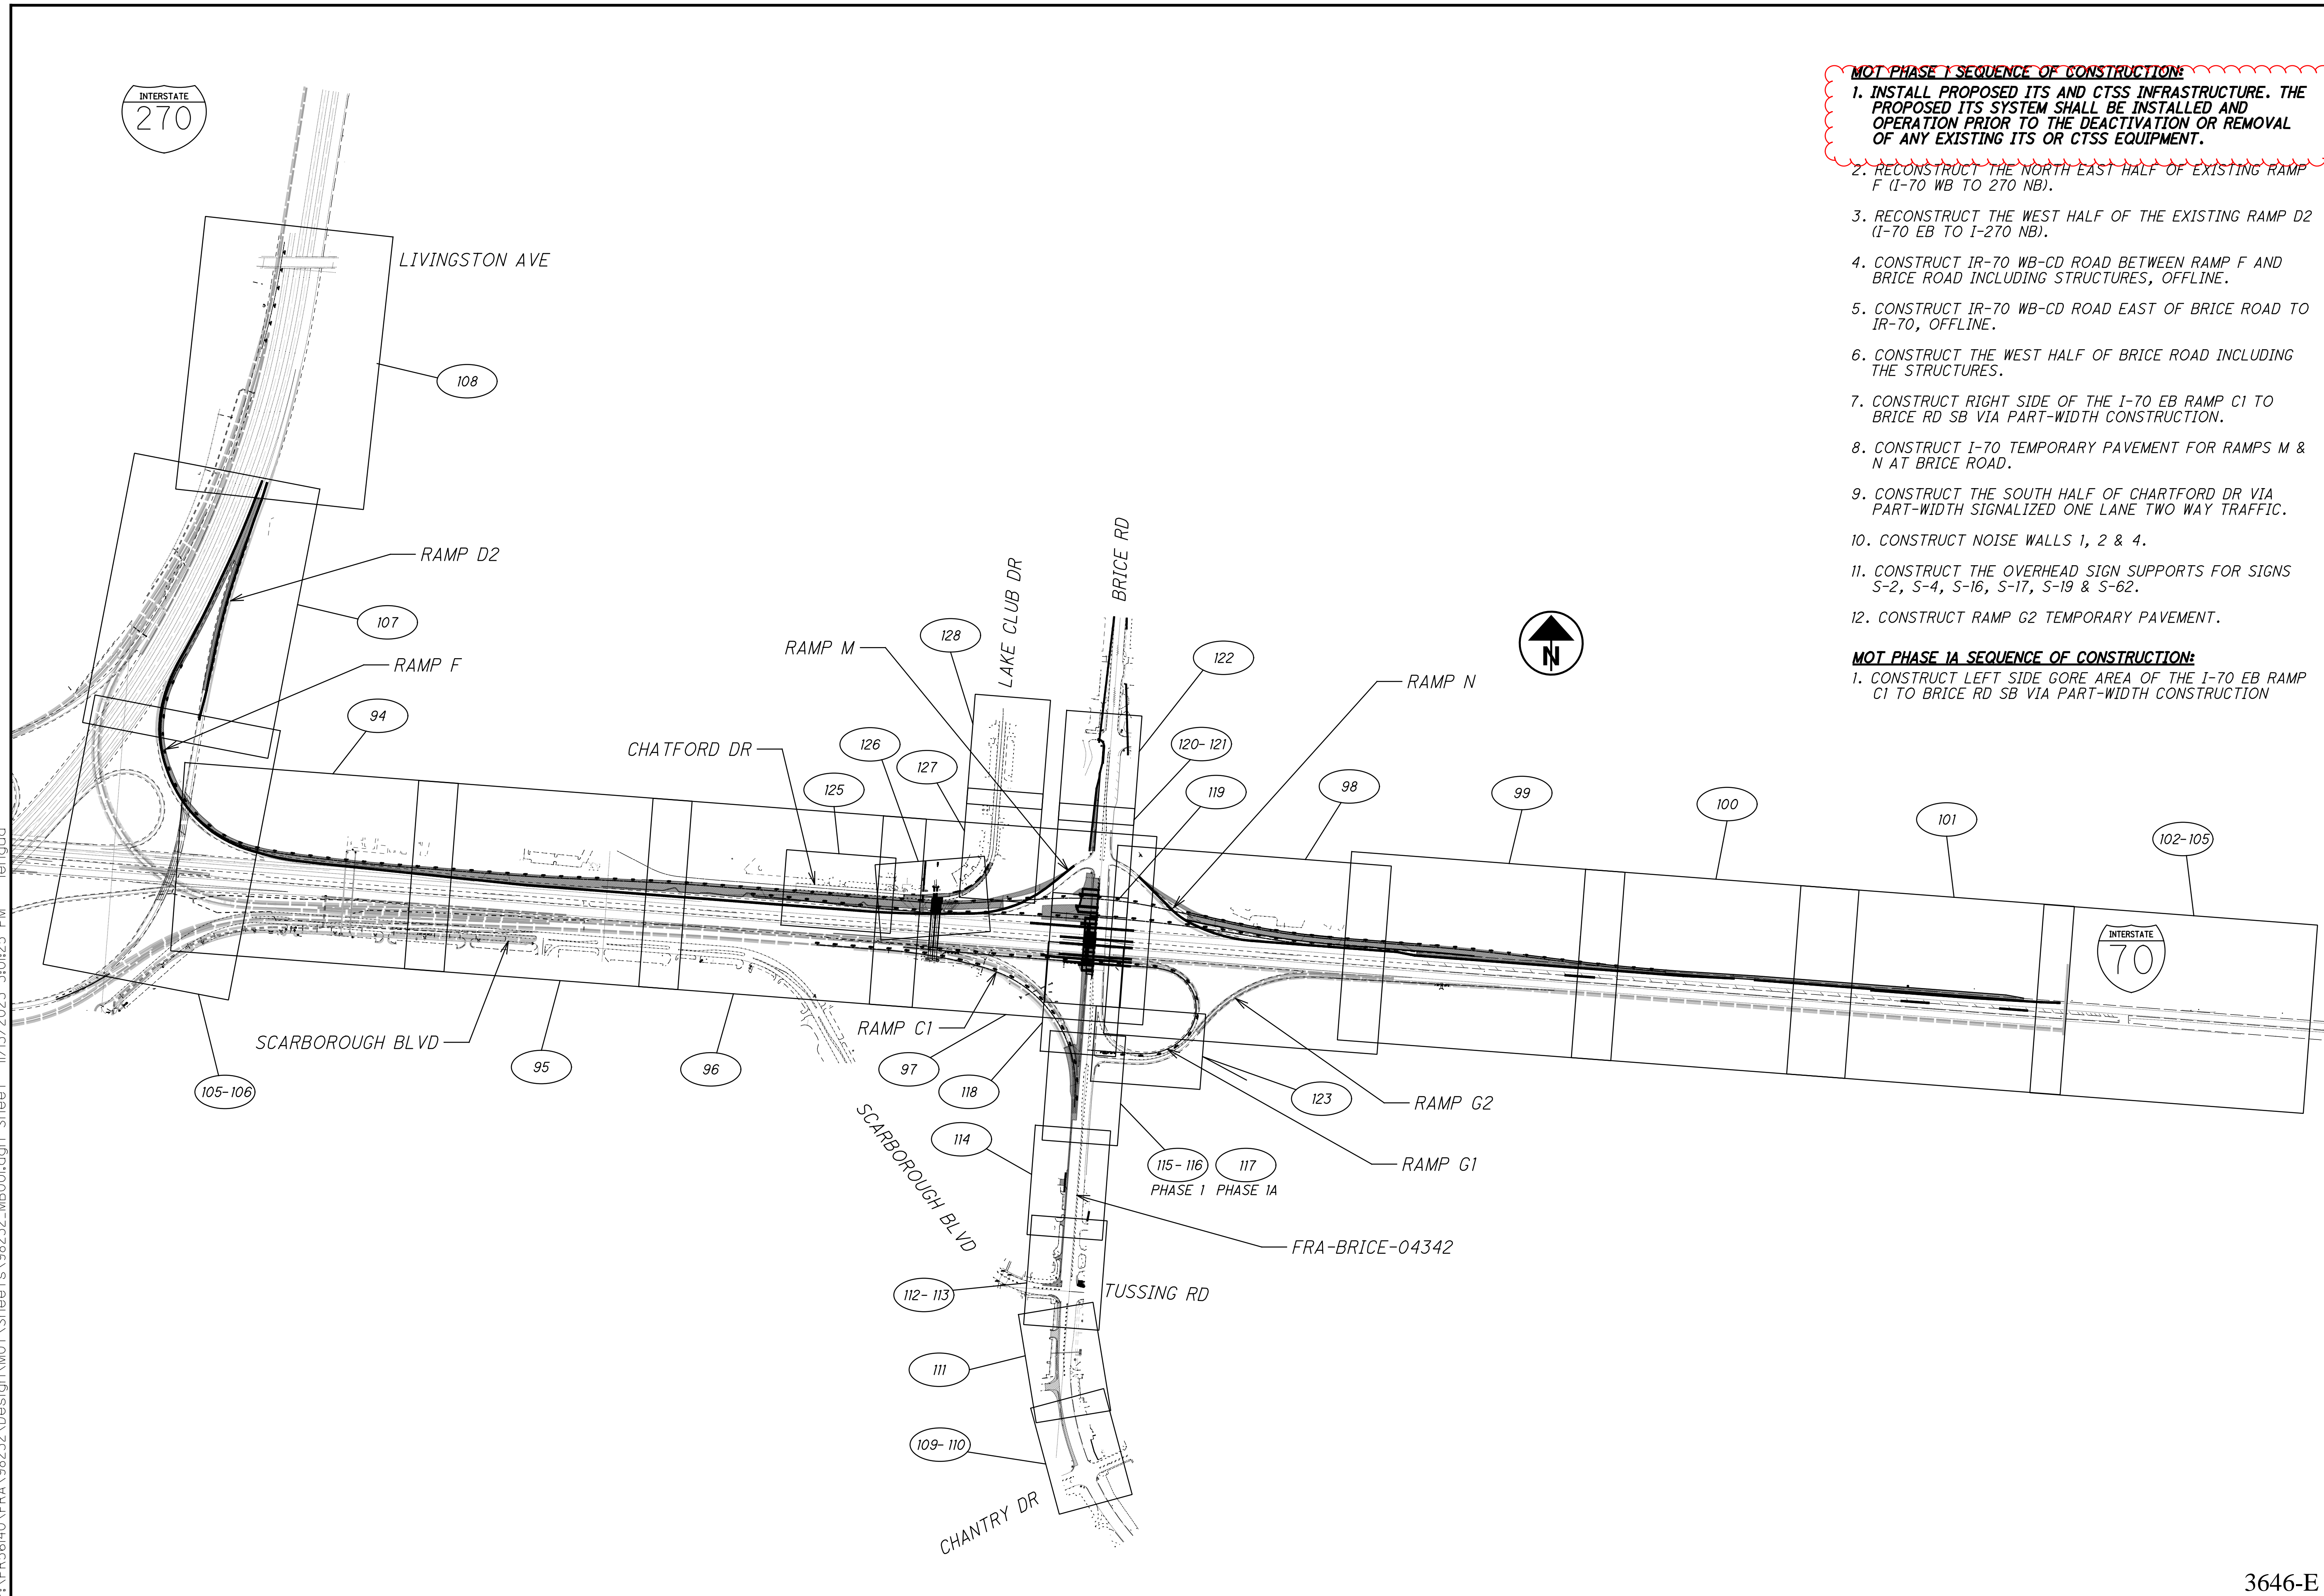 MOT PHASE 1 SEQUENCE OF CONSTRUCTION:
1. INSTALL PROPOSED ITS AND CTSS INFRASTRUCTURE. THE
PROPOSED ITS SYSTEM SHALL BE INSTALLED AND
OPERATION PRIOR TO THE DEACTIVATION OR REMOVAL
OF ANY EXISTING ITS OR CTSS EQUIPMENT.
2. RECONSTRUCT THE NORTH EAST HALF OF EXISTING RAMP
F (I-70 WB TO 270 NB).
3. RECONSTRUCT THE WEST HALF OF THE EXISTING RAMP D2
(I-70 EB TO I-270 NB).
4. CONSTRUCT IR-70 WB-CD ROAD BETWEEN RAMP F AND
BRICE ROAD INCLUDING STRUCTURES, OFFLINE.
5. CONSTRUCT IR-70 WB-CD ROAD EAST OF BRICE ROAD TO
IR-70, OFFLINE.
6. CONSTRUCT THE WEST HALF OF BRICE ROAD INCLUDING
THE STRUCTURES.
7. CONSTRUCT RIGHT SIDE OF THE I-70 EB RAMP C1 TO
BRICE RD SB VIA PART-WIDTH CONSTRUCTION.
8. CONSTRUCT I-70 TEMPORARY PAVEMENT FOR RAMPS M &
N AT BRICE ROAD.
9. CONSTRUCT THE SOUTH HALF OF CHARTFORD DR VIA
PART-WIDTH SIGNALIZED ONE LANE TWO WAY TRAFFIC.
10. CONSTRUCT NOISE WALLS 1, 2 & 4.
11. CONSTRUCT THE OVERHEAD SIGN SUPPORTS FOR SIGNS
S-2, S-4, S-16, S-17, S-19 & S-62.
12. CONSTRUCT RAMP G2 TEMPORARY PAVEMENT.
MOT PHASE 1A SEQUENCE OF CONSTRUCTION:
1. CONSTRUCT LEFT SIDE GORE AREA OF THE I-70 EB RAMP
C1 TO BRICE RD SB VIA PART-WIDTH CONSTRUCTION
INTERSTATE
270
LIVINGSTON AVE
108
RAMP D2
107
RAMP F
94
CHATFORD DR
RAMP M
128
LAKE CLUB DR
BRICE RD
122
N
RAMP N
126
127
125
120-121
119
98
99
100
101
102-105
INTERSTATE
70
SCARBOROUGH BLVD
105-106
95
96
RAMP C1
97
118
123
RAMP G2
SCARBOROUGH BLVD
114
115-116
PHASE 1
117
PHASE 1A
RAMP G1
FRA-BRICE-04342
112-113
TUSSING RD
111
109-110
CHANTRY DR
3646-E